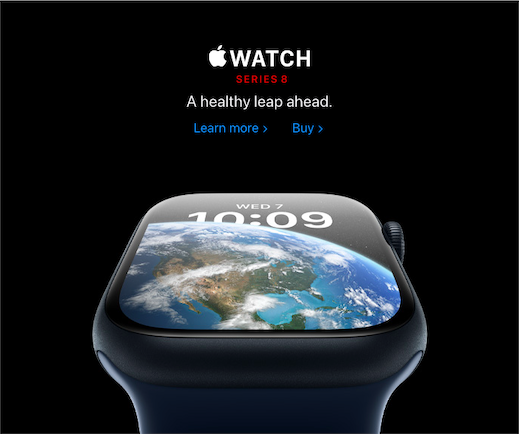 WATCH
SERIES 8
A healthy leap ahead.
Learn more >
Buy >
WED 7
10:09